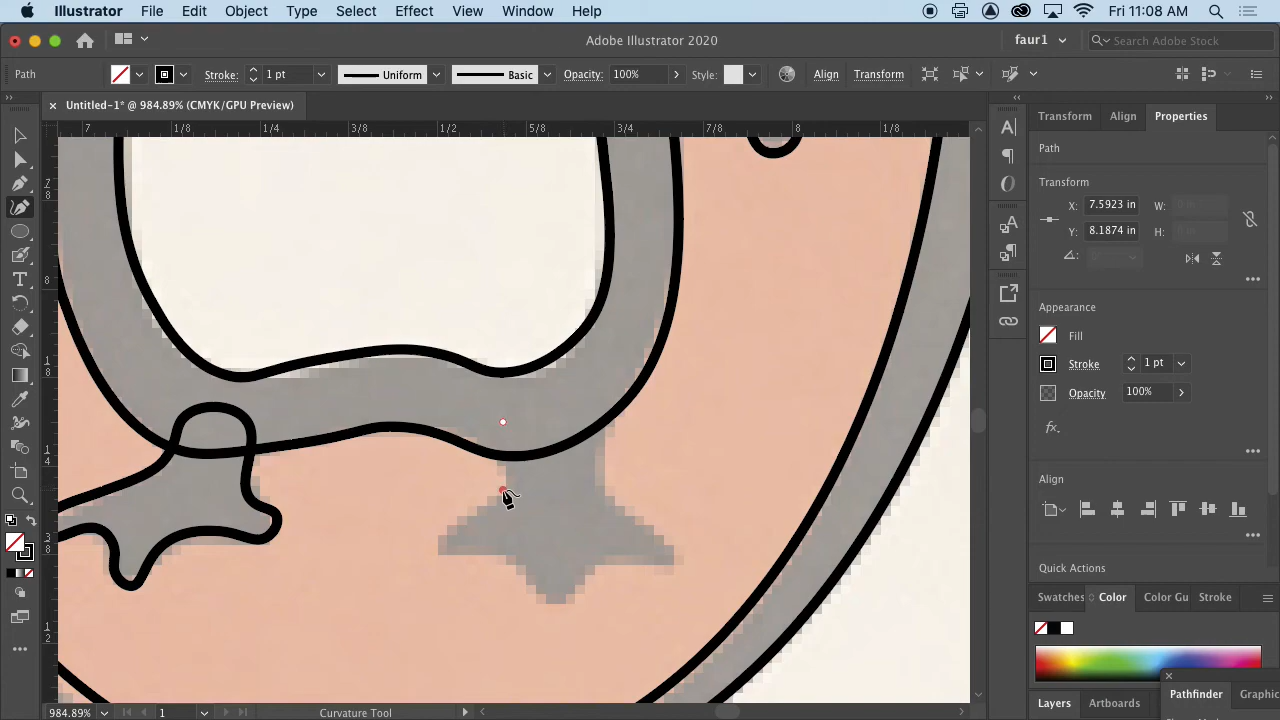 Illustrator File Edit Object Type Select Effect View Window Help Fri 11:08 AM
Adobe Illustrator 2020 faur1 Search Adobe Stock
Path Stroke: 1 pt Uniform Basic Opacity: 100% Style: Align Transform
Untitled-1* @ 984.89% (CMYK/GPU Preview)
7 1/8 1/4 3/8 1/2 5/8 3/4 7/8 8 1/8
Transform Align Properties
Path
Transform
X: 7.5923 in W:
Y: 8.1874 in H:
Appearance
Fill
Stroke 1 pt
Opacity 100%
fx.
Align
Quick Actions
Swatches Color Color Gu Stroke
Pathfinder Graphic
Layers Artboards
984.89% 1 Curvature Tool